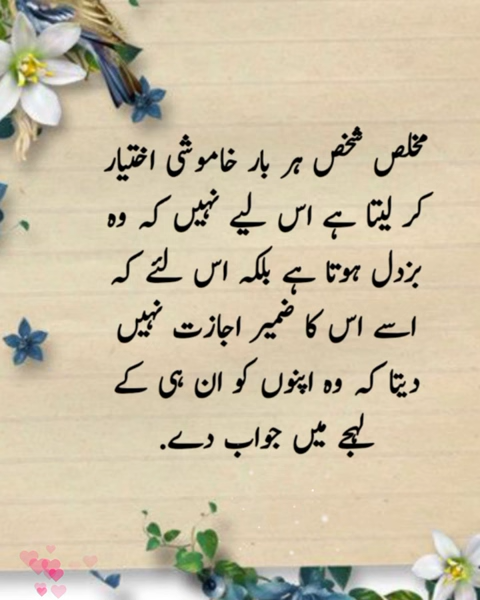 مخلص شخص ہر بار خاموشی اختیار
کر لیتا ہے اس لیے نہیں کہ وہ
بزدل ہوتا ہے بلکہ اس لئے کہ
اسے اس کا ضمیر اجازت نہیں
دیتا کہ وہ اپنوں کو ان ہی کے
لہجے میں جواب دے.